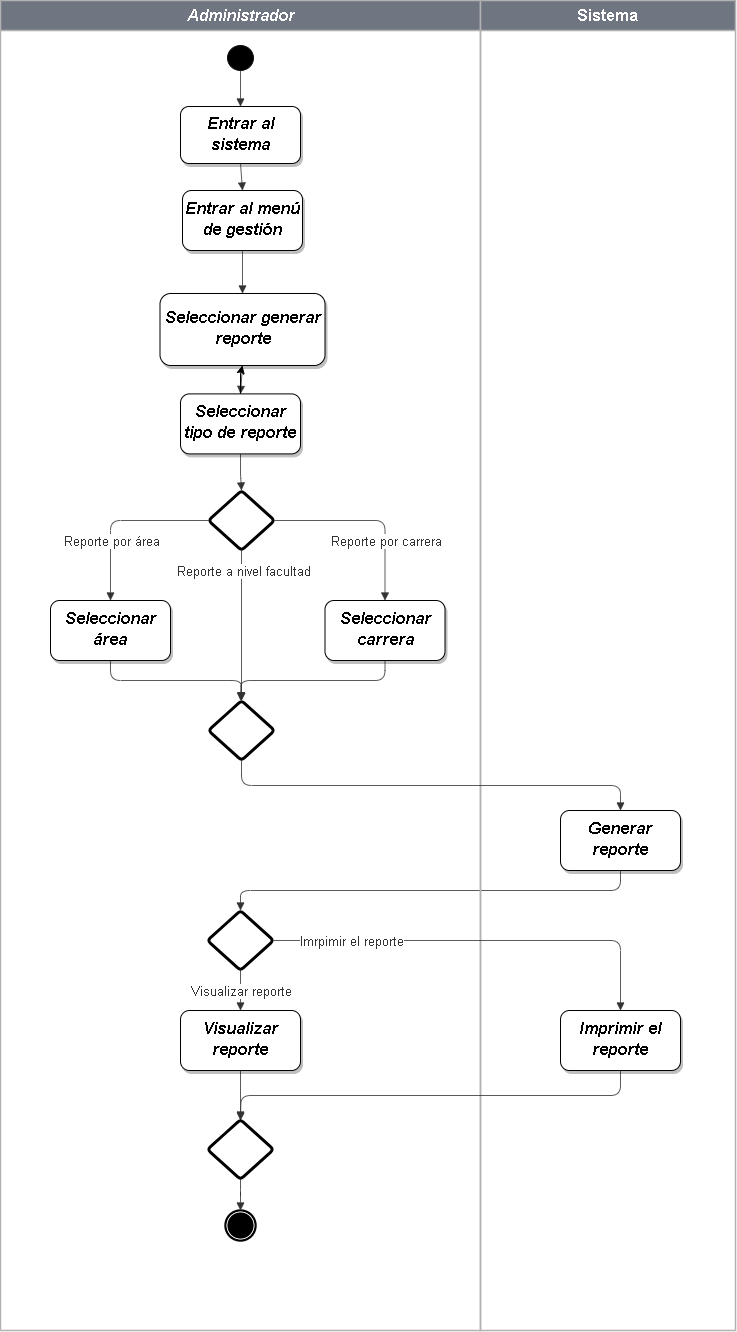 Administrador
Sistema
Entrar al
sistema
Entrar al menú
de gestión
Seleccionar generar
reporte
Seleccionar
tipo de reporte
Reporte por área
Reporte por carrera
Reporte a nivel facultad
Seleccionar
área
Seleccionar
carrera
Generar
reporte
Imrpimir el reporte
Visualizar reporte
Visualizar
reporte
Imprimir el
reporte